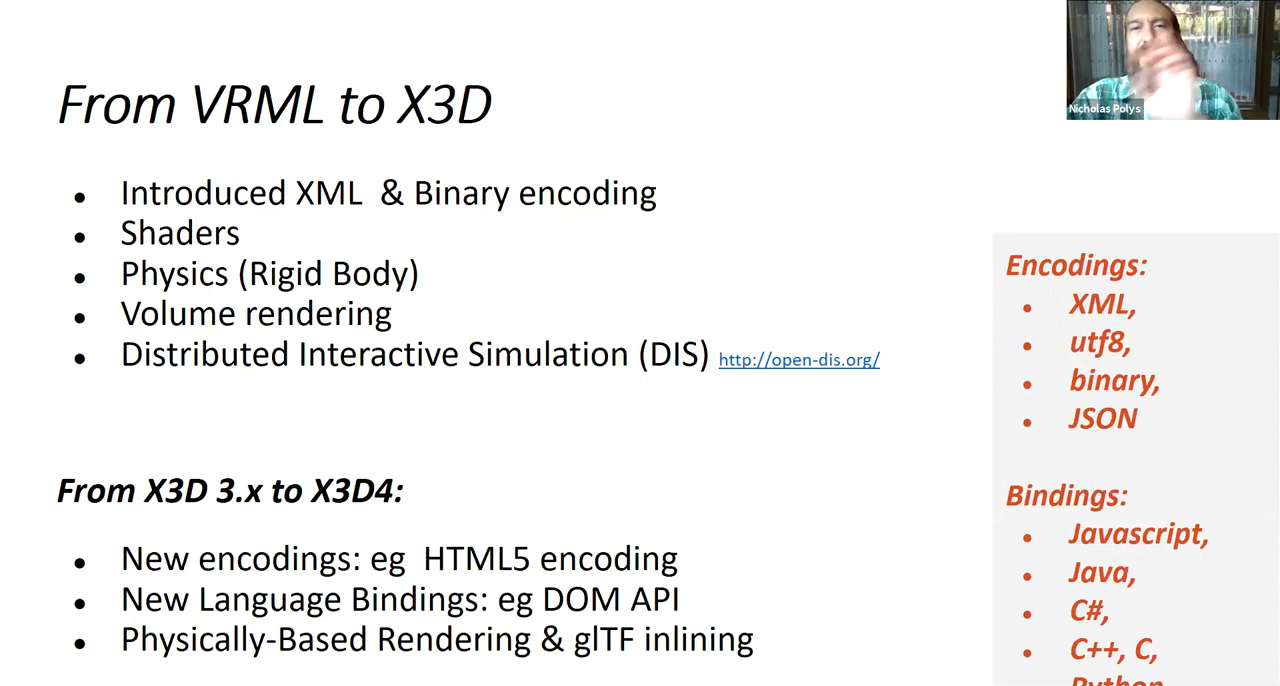 From VRML to X3D
Nicholas Polys
• Introduced XML & Binary encoding
• Shaders
• Physics (Rigid Body)
• Volume rendering
• Distributed Interactive Simulation (DIS) http://open-dis.org/
From X3D 3.x to X3D4:
• New encodings: eg HTML5 encoding
• New Language Bindings: eg DOM API
• Physically-Based Rendering & glTF inlining
Encodings:
• XML,
• utf8,
• binary,
• JSON
Bindings:
• Javascript,
• Java,
• C#,
• C++, C,
Python